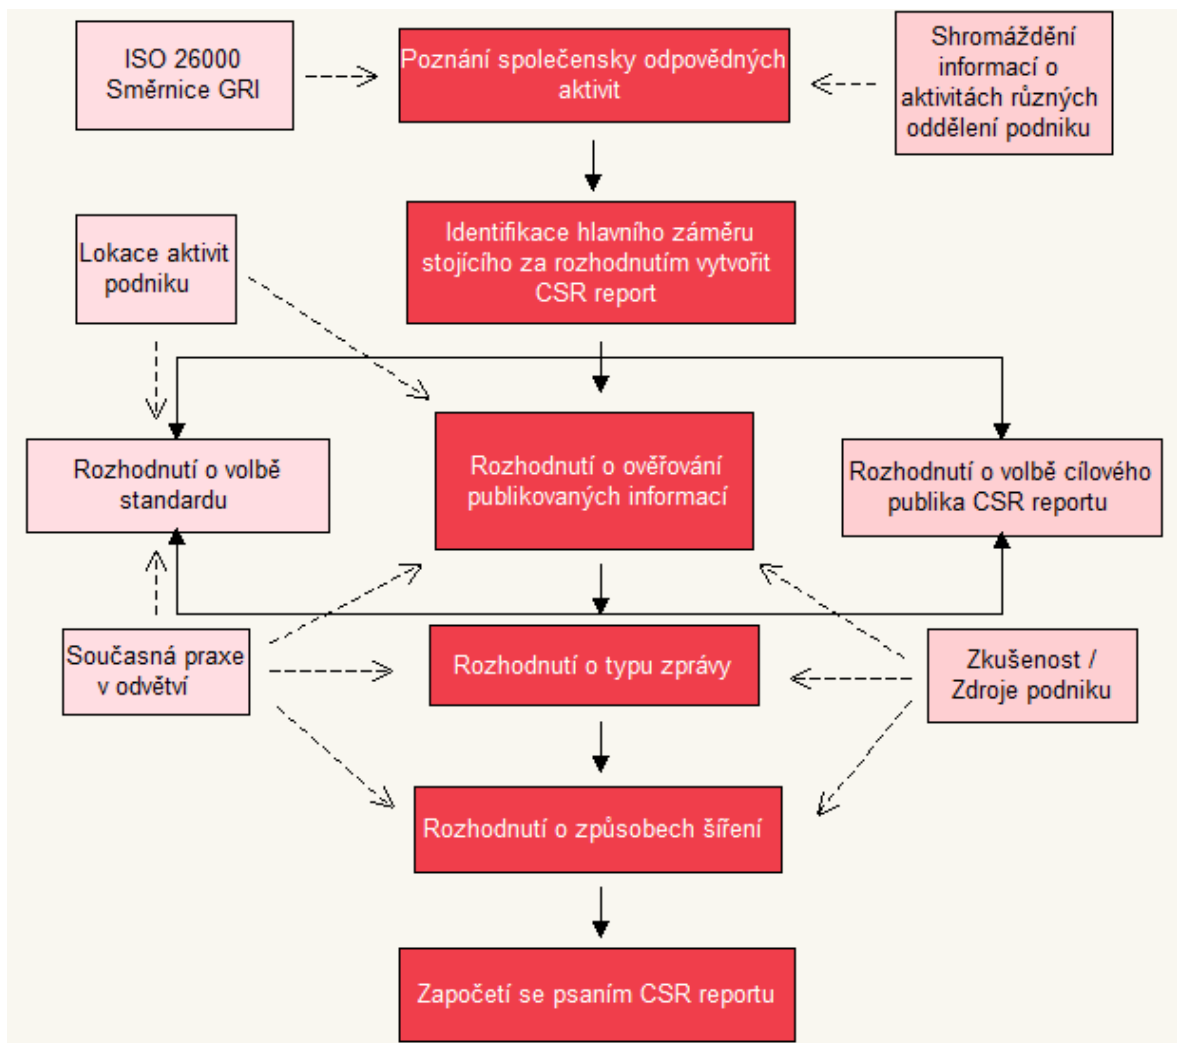 ISO 26000
Směrnice GRI
Poznání společensky odpovědných
aktivit
Shromáždění
informací o
aktivitách různých
oddělení podniku
Lokace aktivit
podniku
Identifikace hlavního záměru
stojícího za rozhodnutím vytvořit
CSR report
Rozhodnutí o volbě
standardu
Rozhodnutí o ověřování
publikovaných informací
Rozhodnutí o volbě cílového
publika CSR reportu
Současná praxe
v odvětví
Rozhodnutí o typu zprávy
Zkušenost /
Zdroje podniku
Rozhodnutí o způsobech šíření
Započetí se psaním CSR reportu